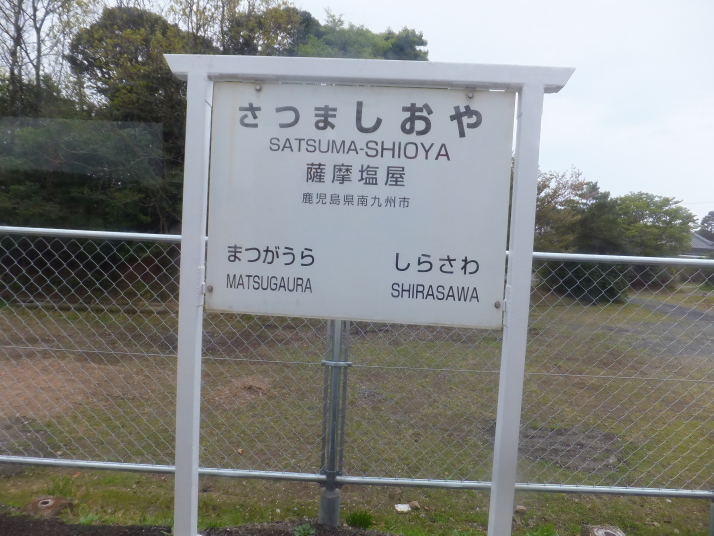 さつましおや
SATSUMA-SHIOYA
薩摩塩屋
鹿児島県南九州市
まつがうら しらさわ
MATSUGAURA SHIRASAWA